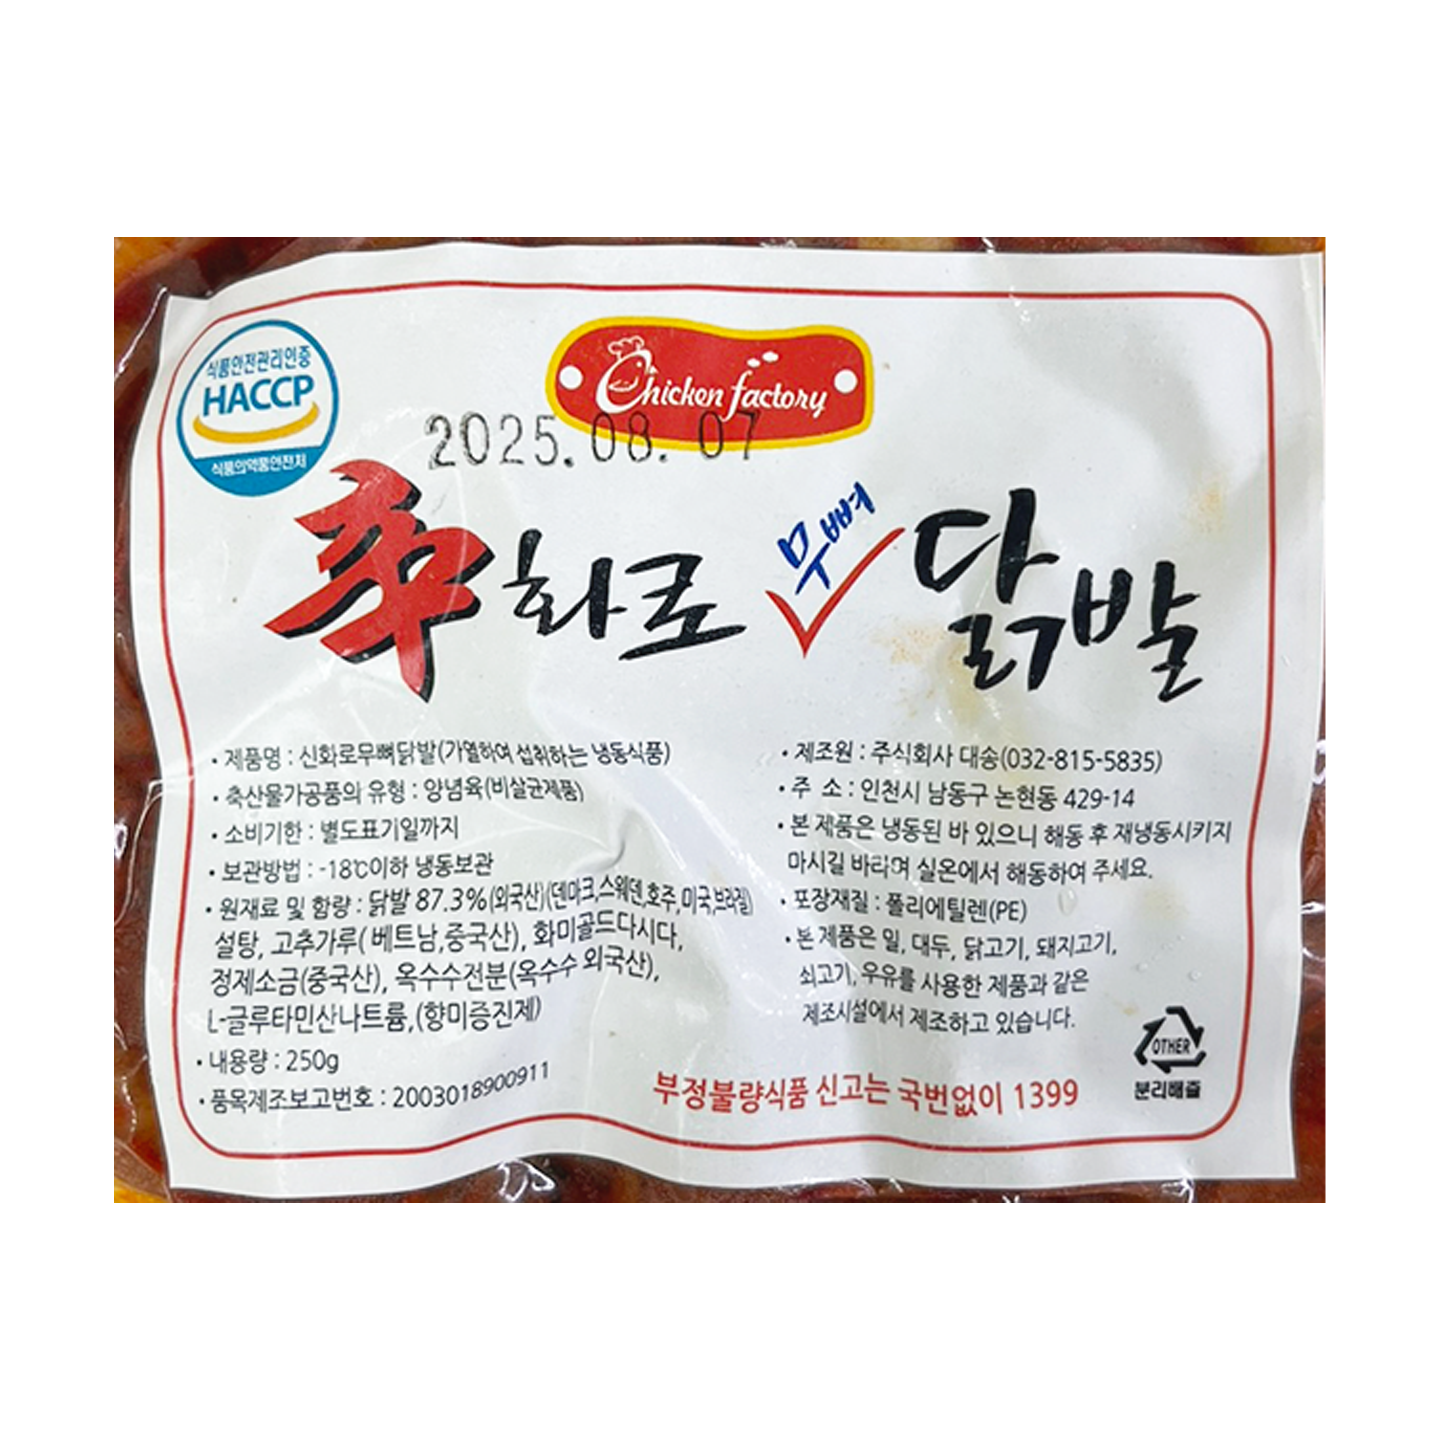 식품안전관리인증
HACCP
식품의약품안전처
Chicken factory
2025.08.07
辛화로 무뼈 닭발
• 제품명 : 신화로무뼈닭발(가열하여 섭취하는 냉동식품)
• 축산물가공품의 유형 : 양념육(비살균제품)
• 소비기한 : 별도표기일까지
• 보관방법 : -18℃이하 냉동보관
• 원재료 및 함량 : 닭발 87.3%(외국산)(덴마크,스웨덴,호주,미국,브라질)
설탕, 고추가루( 베트남,중국산), 화미골드다시다,
정제소금(중국산), 옥수수전분(옥수수 외국산),
L-글루타민산나트륨,(향미증진제)
• 내용량 : 250g
• 품목제조보고번호 : 2003018900911
• 제조원 : 주식회사 대송(032-815-5835)
• 주 소 : 인천시 남동구 논현동 429-14
• 본 제품은 냉동된 바 있으니 해동 후 재냉동시키지
마시길 바라며 실온에서 해동하여 주세요.
• 포장재질 : 폴리에틸렌(PE)
• 본 제품은 밀, 대두, 닭고기, 돼지고기,
쇠고기, 우유를 사용한 제품과 같은
제조시설에서 제조하고 있습니다.
OTHER
분리배출
부정불량식품 신고는 국번없이 1399